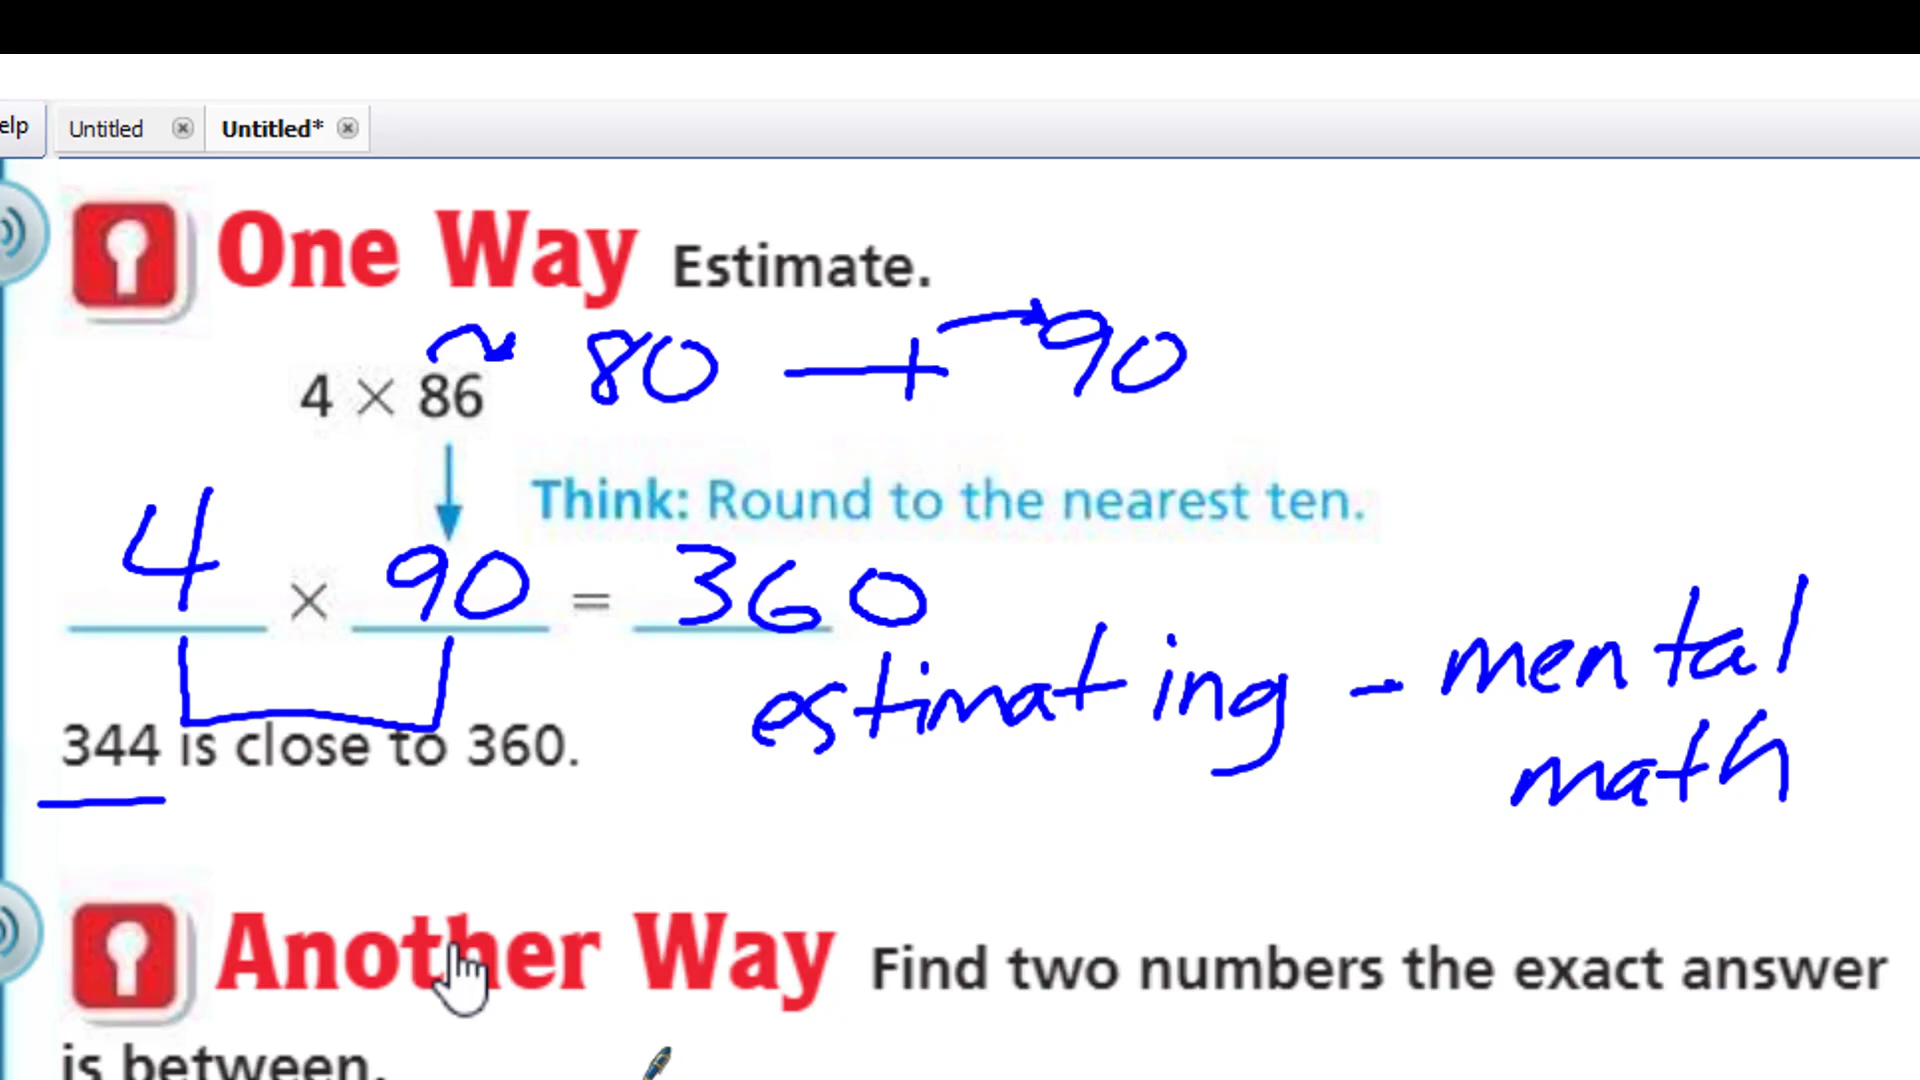 elp Untitled Untitled*
One Way Estimate.
4 × 86 80 90
Think: Round to the nearest ten.
4 × 90 = 360
estimating - mental
math
344 is close to 360.
Another Way Find two numbers the exact answer
is between.